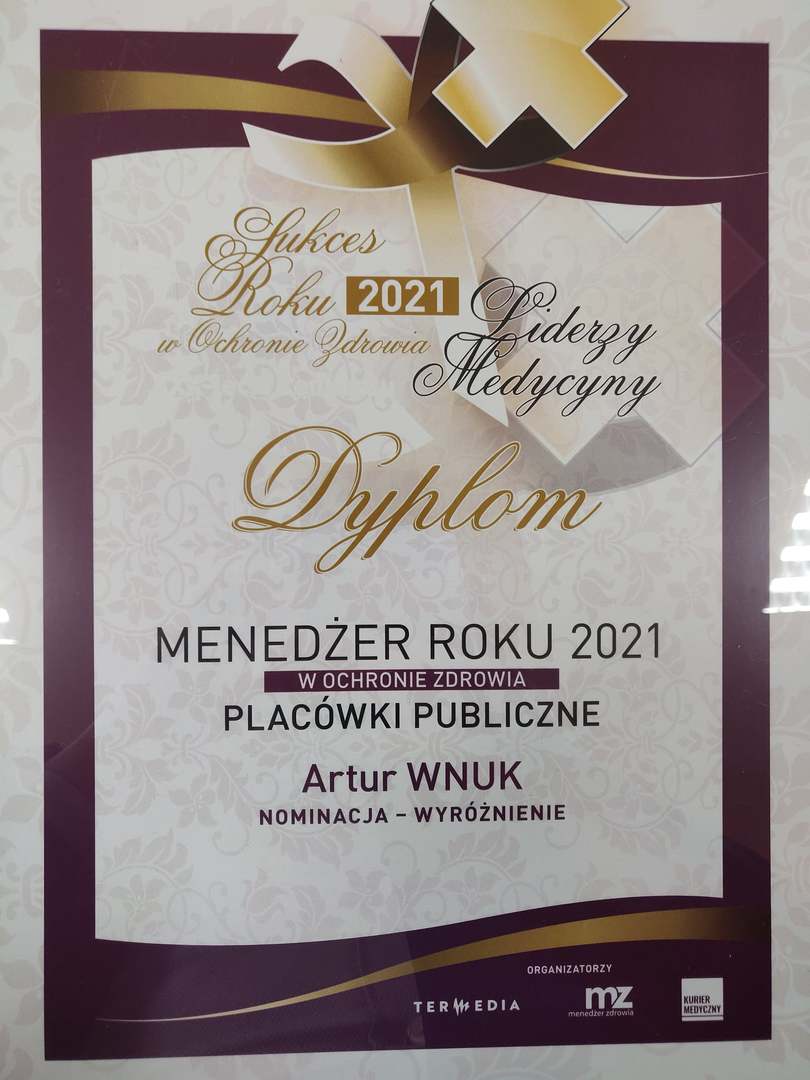 Sukces
Roku 2021
w Ochronie Zdrowia
Liderzy
Medycyny
Dyplom
MENEDŻER ROKU 2021
W OCHRONIE ZDROWIA
PLACÓWKI PUBLICZNE
Artur WNUK
NOMINACJA – WYRÓŻNIENIE
ORGANIZATORZY
TERMEDIA
mz
menedżer zdrowia
KURIER
MEDYCZNY